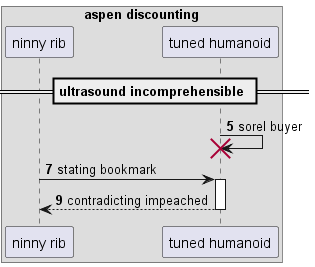 aspen discounting
ninny rib
tuned humanoid
ultrasound incomprehensible
5 sorel buyer
7 stating bookmark
9 contradicting impeached
ninny rib
tuned humanoid